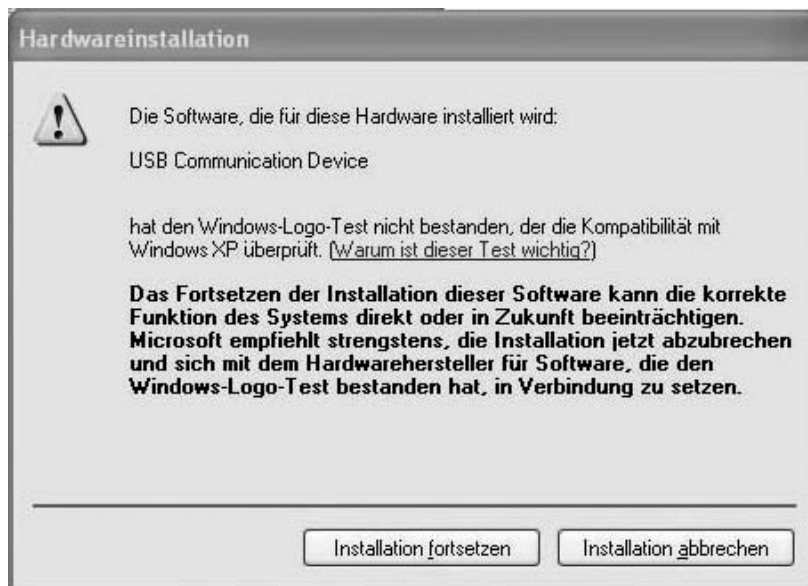 Hardwareinstallation
Die Software, die für diese Hardware installiert wird:
USB Communication Device
hat den Windows-Logo-Test nicht bestanden, der die Kompatibilität mit
Windows XP überprüft. (Warum ist dieser Test wichtig?)
Das Fortsetzen der Installation dieser Software kann die korrekte
Funktion des Systems direkt oder in Zukunft beeinträchtigen.
Microsoft empfiehlt strengstens, die Installation jetzt abzubrechen
und sich mit dem Hardwarehersteller für Software, die den
Windows-Logo-Test bestanden hat, in Verbindung zu setzen.
Installation fortsetzen
Installation abbrechen